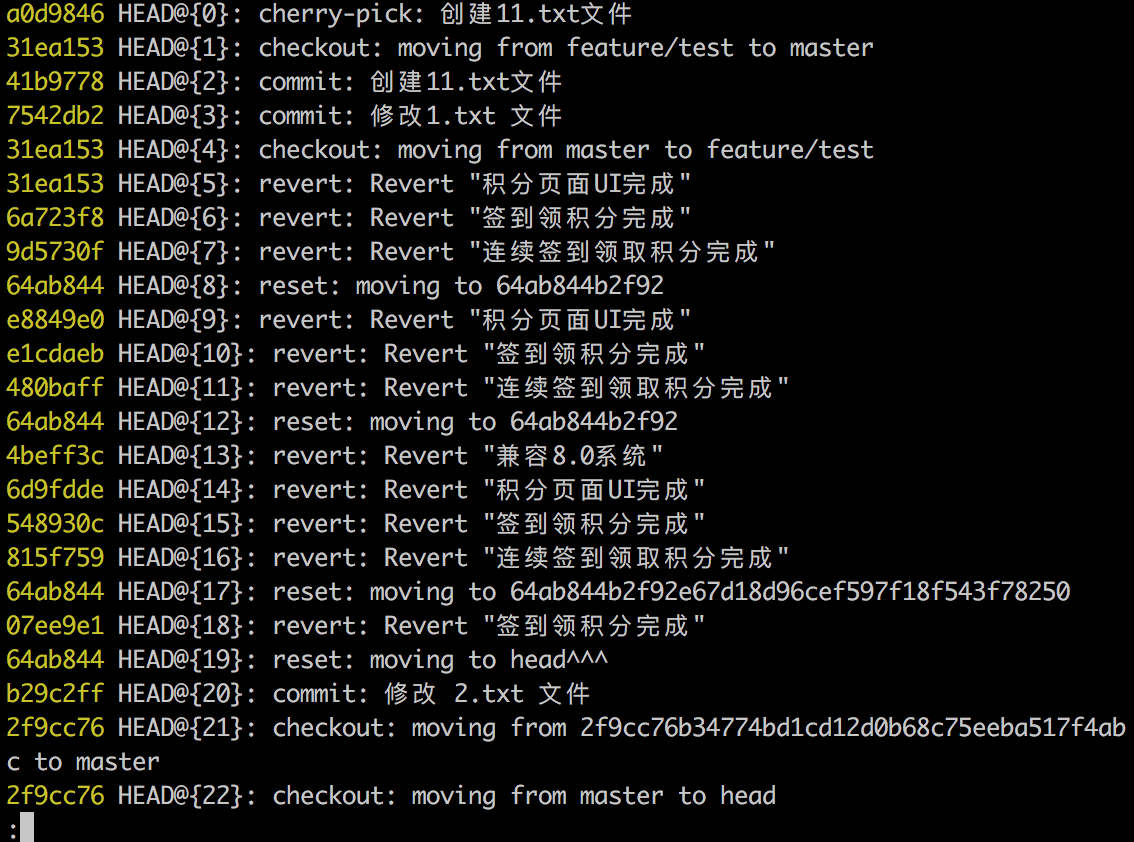 a0d9846 HEAD@{0}: cherry-pick: 创建11.txt文件
31ea153 HEAD@{1}: checkout: moving from feature/test to master
41b9778 HEAD@{2}: commit: 创建11.txt文件
7542db2 HEAD@{3}: commit: 修改1.txt 文件
31ea153 HEAD@{4}: checkout: moving from master to feature/test
31ea153 HEAD@{5}: revert: Revert "积分页面UI完成"
6a723f8 HEAD@{6}: revert: Revert "签到领积分完成"
9d5730f HEAD@{7}: revert: Revert "连续签到领取积分完成"
64ab844 HEAD@{8}: reset: moving to 64ab844b2f92
e8849e0 HEAD@{9}: revert: Revert "积分页面UI完成"
e1cdaeb HEAD@{10}: revert: Revert "签到领积分完成"
480baff HEAD@{11}: revert: Revert "连续签到领取积分完成"
64ab844 HEAD@{12}: reset: moving to 64ab844b2f92
4beff3c HEAD@{13}: revert: Revert "兼容8.0系统"
6d9fdde HEAD@{14}: revert: Revert "积分页面UI完成"
548930c HEAD@{15}: revert: Revert "签到领积分完成"
815f759 HEAD@{16}: revert: Revert "连续签到领取积分完成"
64ab844 HEAD@{17}: reset: moving to 64ab844b2f92e67d18d96cef597f18f543f78250
07ee9e1 HEAD@{18}: revert: Revert "签到领积分完成"
64ab844 HEAD@{19}: reset: moving to head^^^
b29c2ff HEAD@{20}: commit: 修改 2.txt 文件
2f9cc76 HEAD@{21}: checkout: moving from 2f9cc76b34774bd1cd12d0b68c75eeba517f4ab
c to master
2f9cc76 HEAD@{22}: checkout: moving from master to head
: